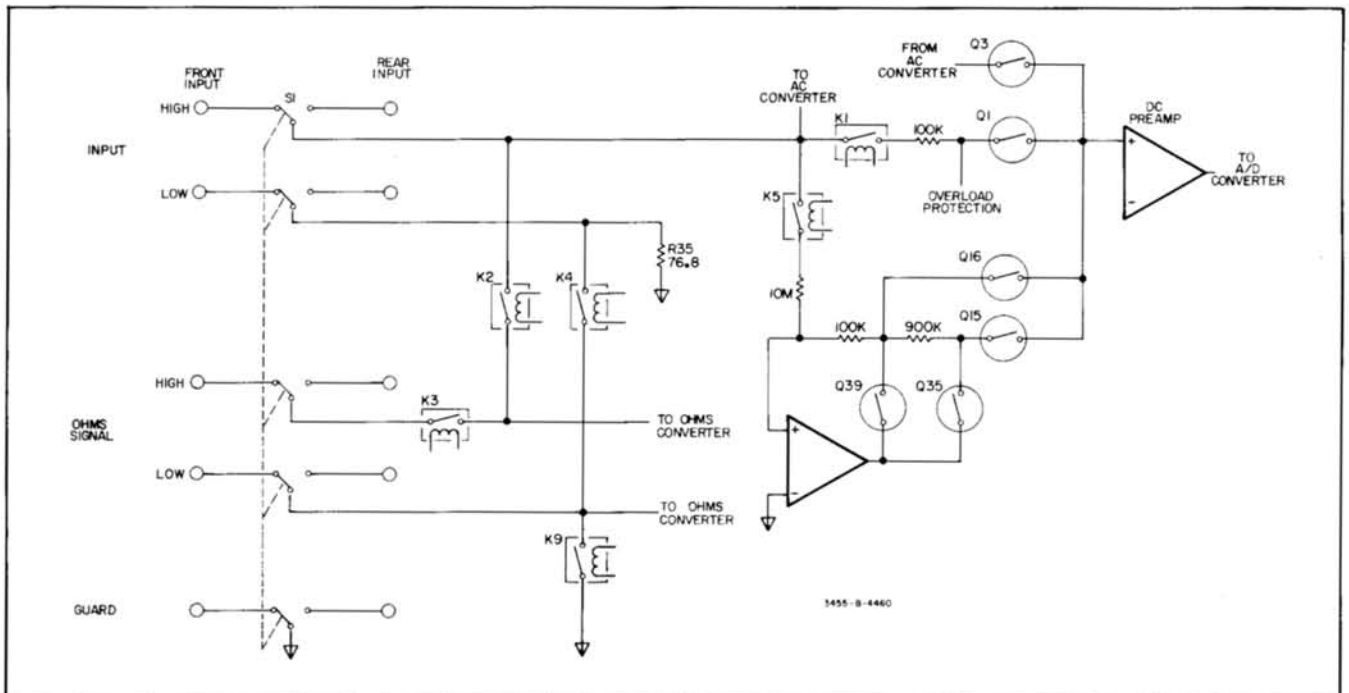 FRONT
INPUT
REAR
INPUT
HIGH
S1
INPUT
LOW
TO
AC
CONVERTER
FROM
AC
CONVERTER
Q3
K1
100K
Q1
DC
PREAMP
+
-
TO
A/D
CONVERTER
OVERLOAD
PROTECTION
K5
R35
76.8
K2
K4
10M
Q16
100K
900K
Q15
Q39
Q35
+
-
HIGH
OHMS
SIGNAL
K3
TO OHMS
CONVERTER
LOW
TO OHMS
CONVERTER
K9
GUARD
3455-B-4460